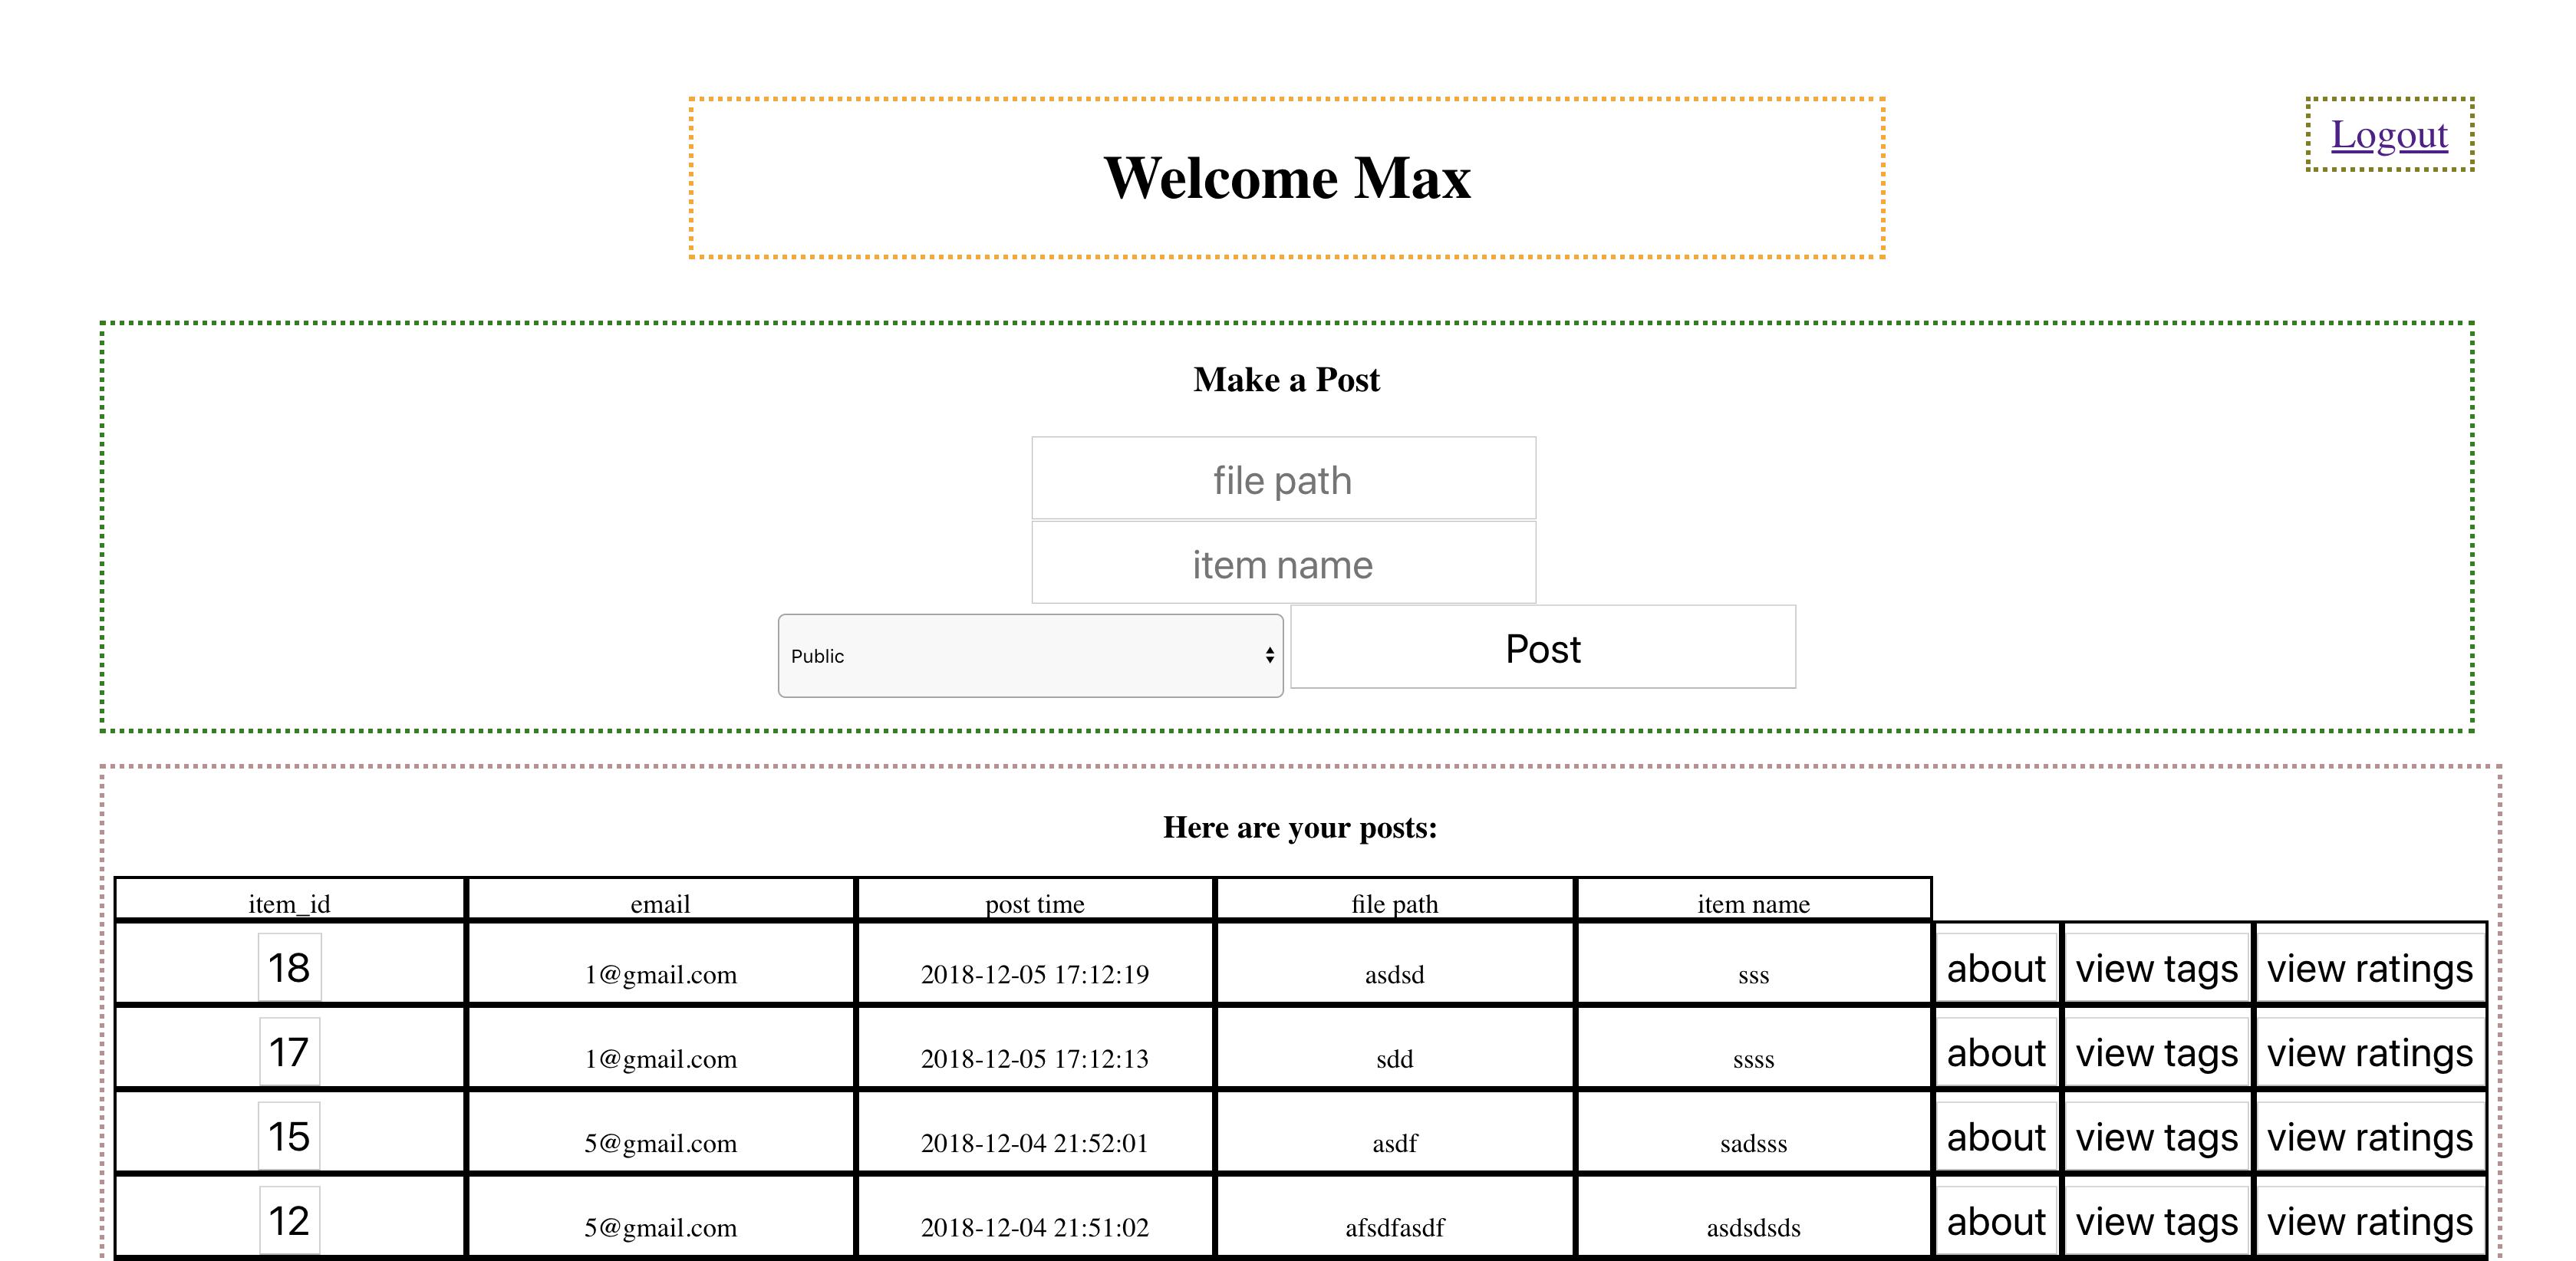 Logout
Welcome Max
Make a Post
file path
item name
Public Post
Here are your posts:
item_id email post time file path item name
18 1@gmail.com 2018-12-05 17:12:19 asdsd sss about view tags view ratings
17 1@gmail.com 2018-12-05 17:12:13 sdd ssss about view tags view ratings
15 5@gmail.com 2018-12-04 21:52:01 asdf sadsss about view tags view ratings
12 5@gmail.com 2018-12-04 21:51:02 afsdfasdf asdsdsds about view tags view ratings